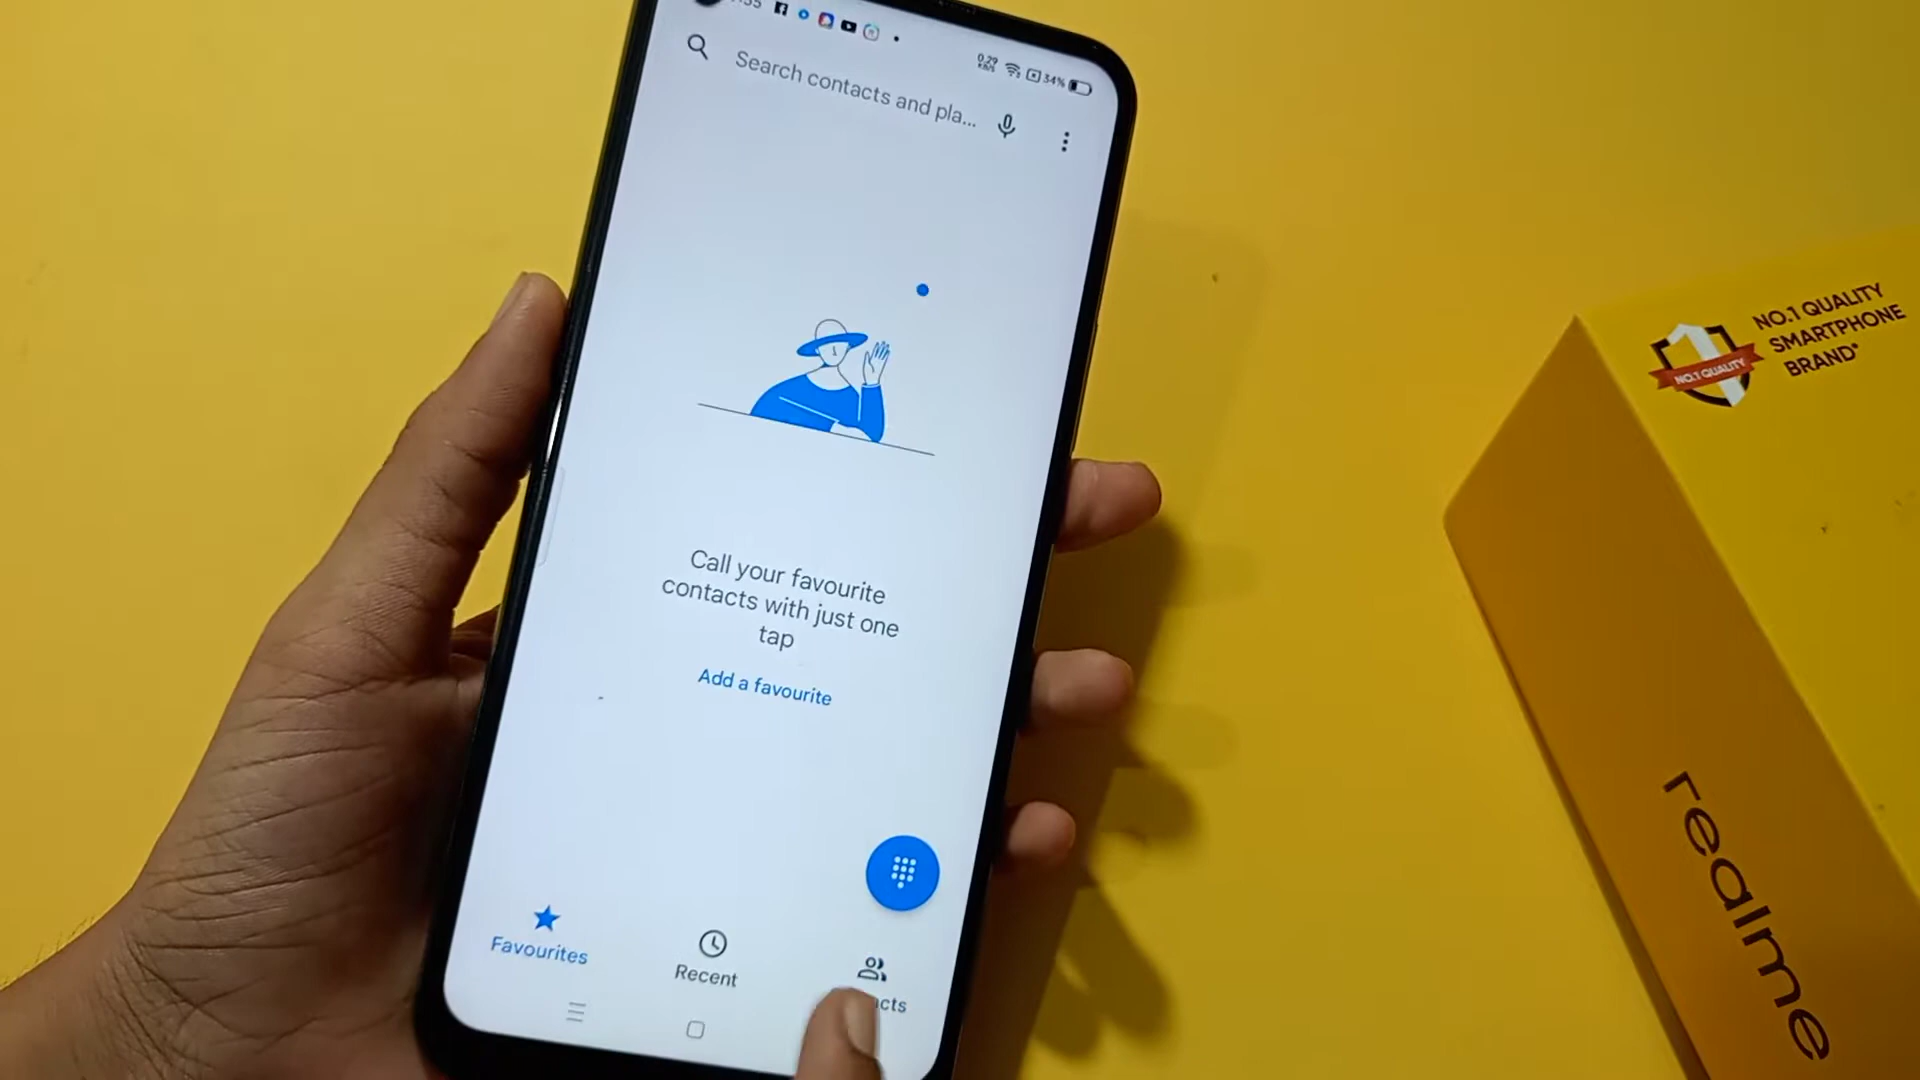 34%
Search contacts and pla...
Call your favourite
contacts with just one
tap
Add a favourite
Favourites
Recent
NO.1 QUALITY
SMARTPHONE
BRAND*
NO.1 QUALITY
realme